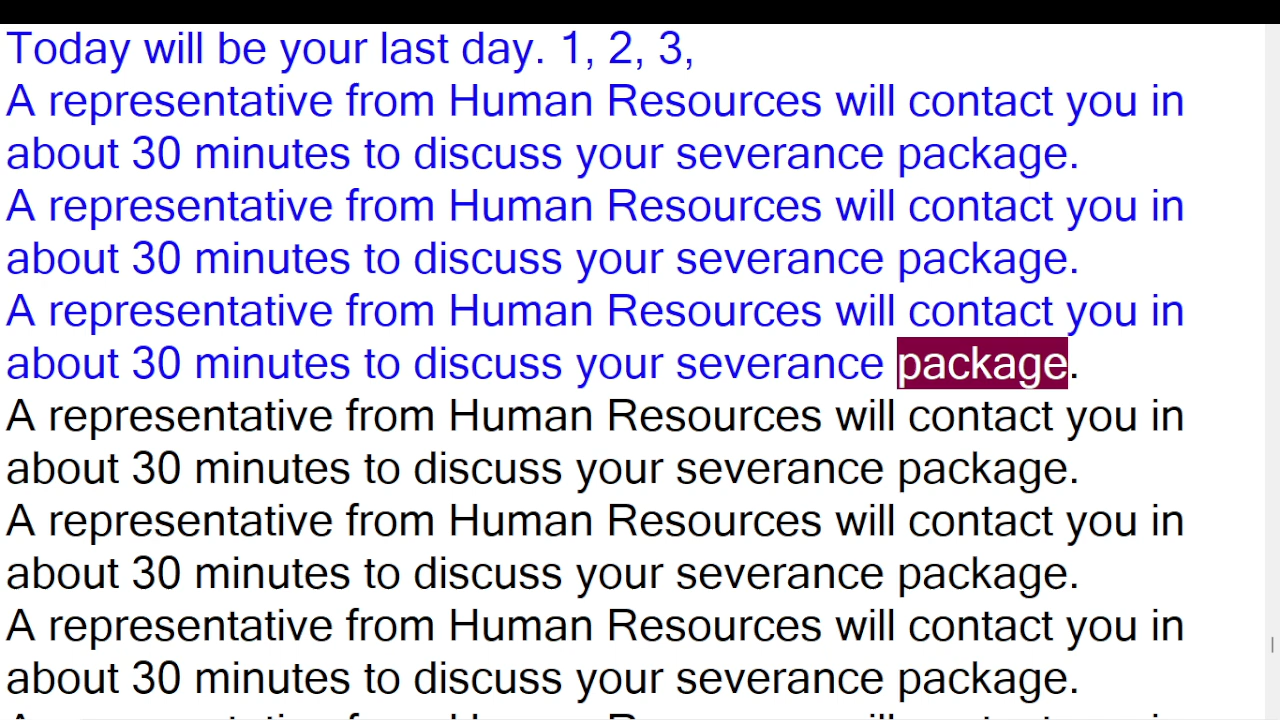 Today will be your last day. 1, 2, 3,
A representative from Human Resources will contact you in
about 30 minutes to discuss your severance package.
A representative from Human Resources will contact you in
about 30 minutes to discuss your severance package.
A representative from Human Resources will contact you in
about 30 minutes to discuss your severance package.
A representative from Human Resources will contact you in
about 30 minutes to discuss your severance package.
A representative from Human Resources will contact you in
about 30 minutes to discuss your severance package.
A representative from Human Resources will contact you in
about 30 minutes to discuss your severance package.